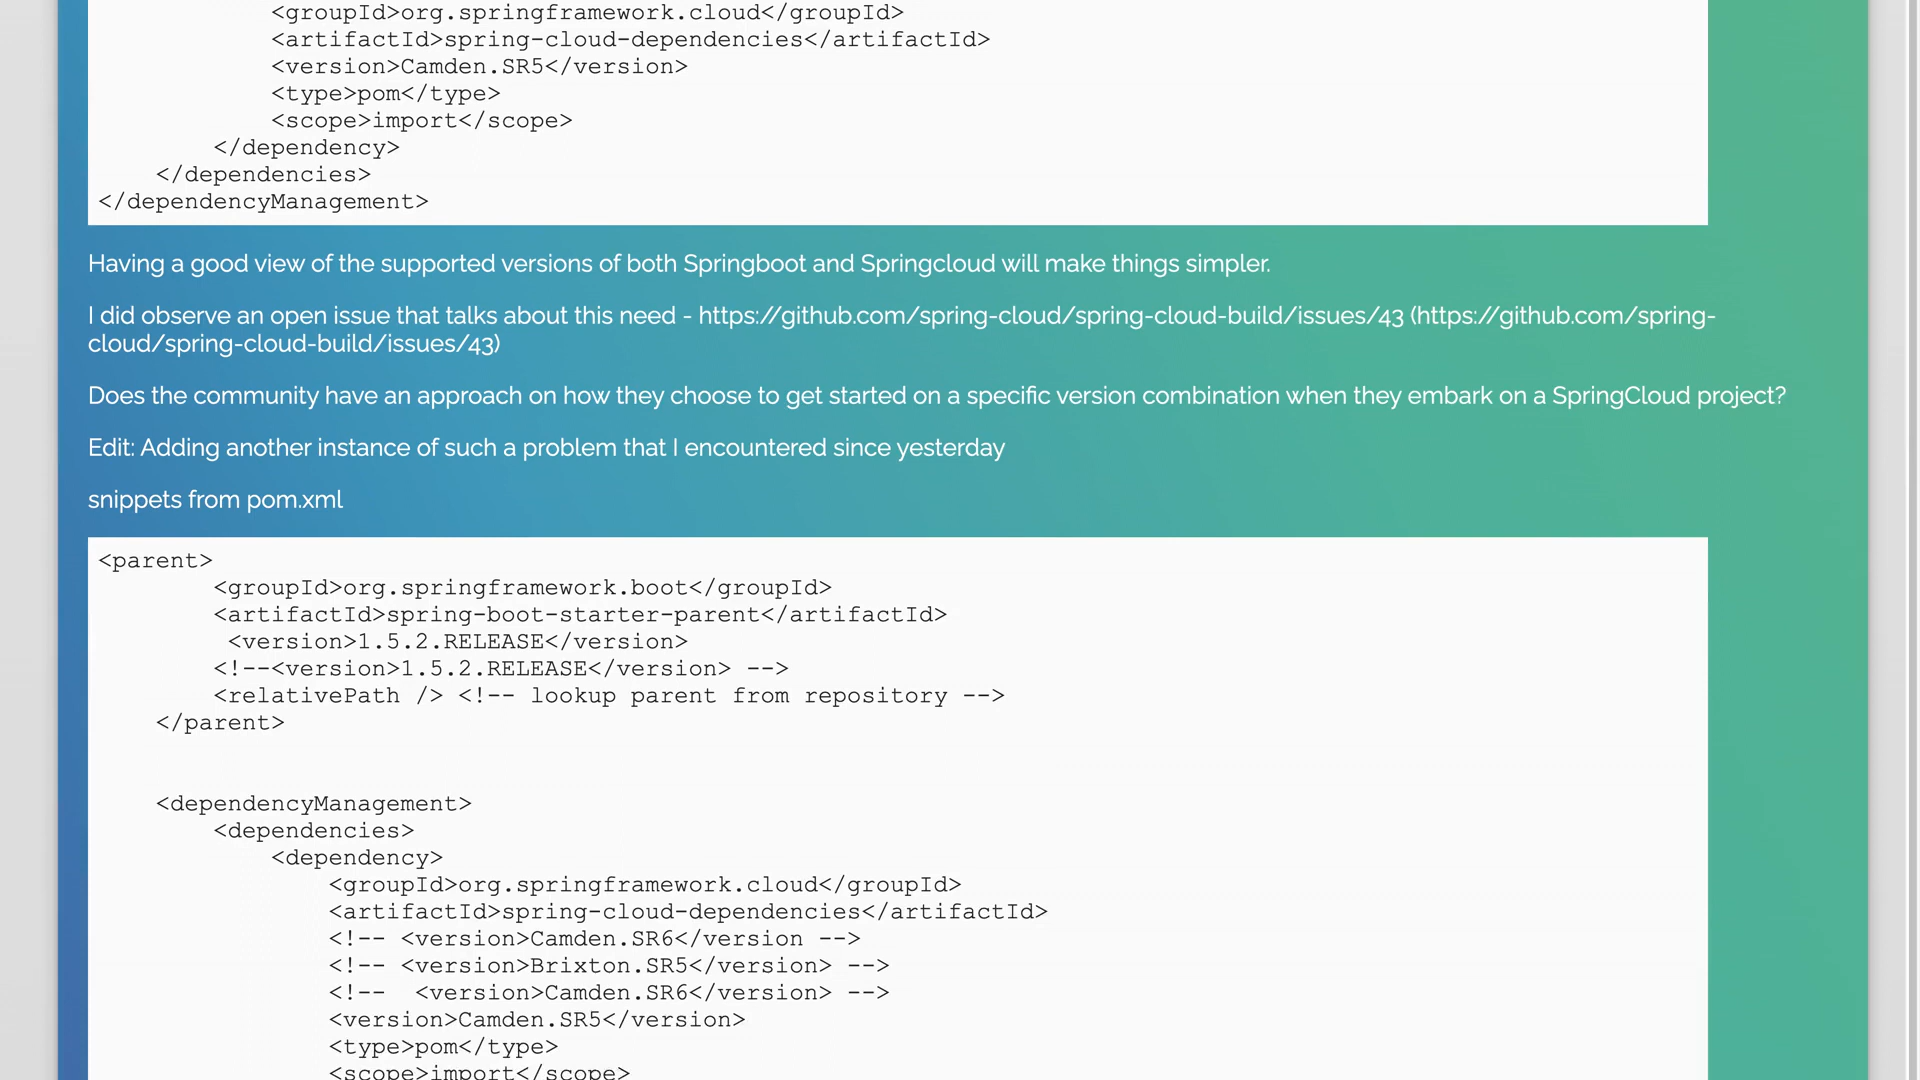 <groupId>org.springframework.cloud</groupId>
<artifactId>spring-cloud-dependencies</artifactId>
<version>Camden.SR5</version>
<type>pom</type>
<scope>import</scope>
</dependency>
</dependencies>
</dependencyManagement>
Having a good view of the supported versions of both Springboot and Springcloud will make things simpler.
I did observe an open issue that talks about this need - https://github.com/spring-cloud/spring-cloud-build/issues/43 (https://github.com/spring-
cloud/spring-cloud-build/issues/43)
Does the community have an approach on how they choose to get started on a specific version combination when they embark on a SpringCloud project?
Edit: Adding another instance of such a problem that I encountered since yesterday
snippets from pom.xml
<parent>
<groupId>org.springframework.boot</groupId>
<artifactId>spring-boot-starter-parent</artifactId>
<version>1.5.2.RELEASE</version>
<!--<version>1.5.2.RELEASE</version> -->
<relativePath /> <!-- lookup parent from repository -->
</parent>
<dependencyManagement>
<dependencies>
<dependency>
<groupId>org.springframework.cloud</groupId>
<artifactId>spring-cloud-dependencies</artifactId>
<!-- <version>Camden.SR6</version -->
<!-- <version>Brixton.SR5</version> -->
<!--  <version>Camden.SR6</version> -->
<version>Camden.SR5</version>
<type>pom</type>
<scope>import</scope>